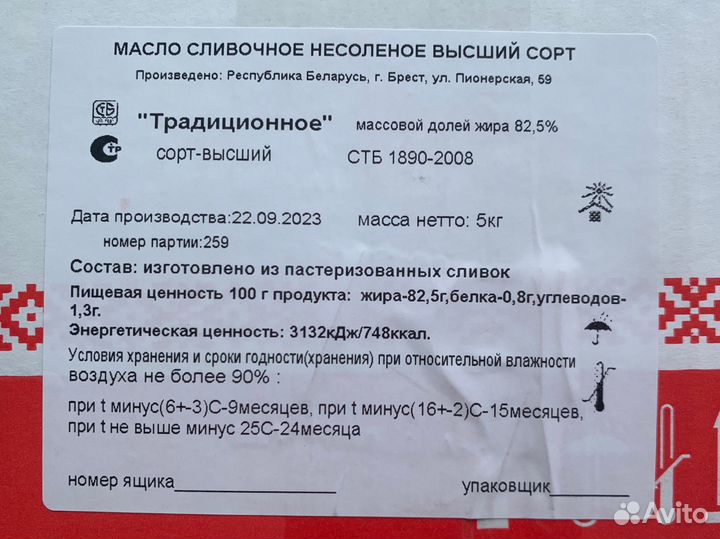 МАСЛО СЛИВОЧНОЕ НЕСОЛЕНОЕ ВЫСШИЙ СОРТ
Произведено: Республика Беларусь, г. Брест, ул. Пионерская, 59
"Традиционное" массовой долей жира 82,5%
сорт-высший СТБ 1890-2008
Дата производства:22.09.2023 масса нетто: 5кг
номер партии:259
Состав: изготовлено из пастеризованных сливок
Пищевая ценность 100 г продукта: жира-82,5г,белка-0,8г,углеводов-
1,3г.
Энергетическая ценность: 3132кДж/748ккал.
Условия хранения и сроки годности(хранения) при относительной влажности
воздуха не более 90% :
при t минус(6+-3)С-9месяцев, при t минус(16+-2)С-15месяцев,
при t не выше минус 25С-24месяца
номер ящика_______________ упаковщик__________
Avito